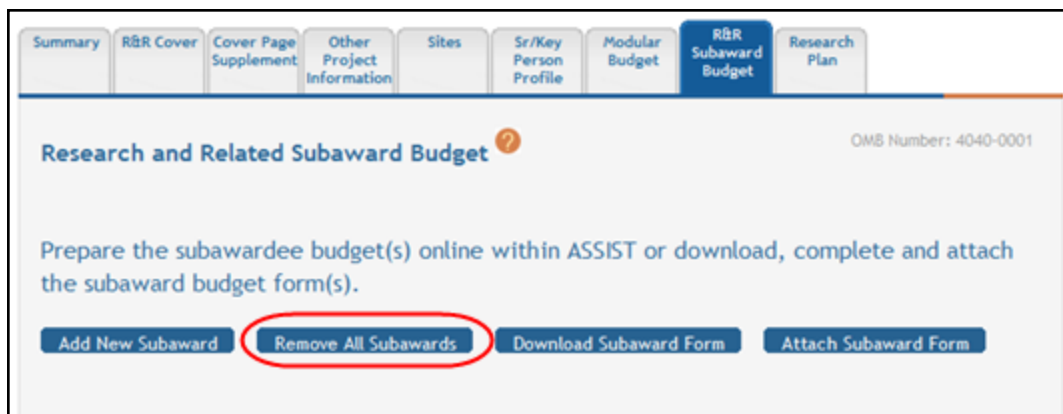 Summary
R&R Cover
Cover Page
Supplement
Other
Project
Information
Sites
Sr/Key
Person
Profile
Modular
Budget
R&R
Subaward
Budget
Research
Plan
Research and Related Subaward Budget ?
OMB Number: 4040-0001
Prepare the subawardee budget(s) online within ASSIST or download, complete and attach
the subaward budget form(s).
Add New Subaward
Remove All Subawards
Download Subaward Form
Attach Subaward Form